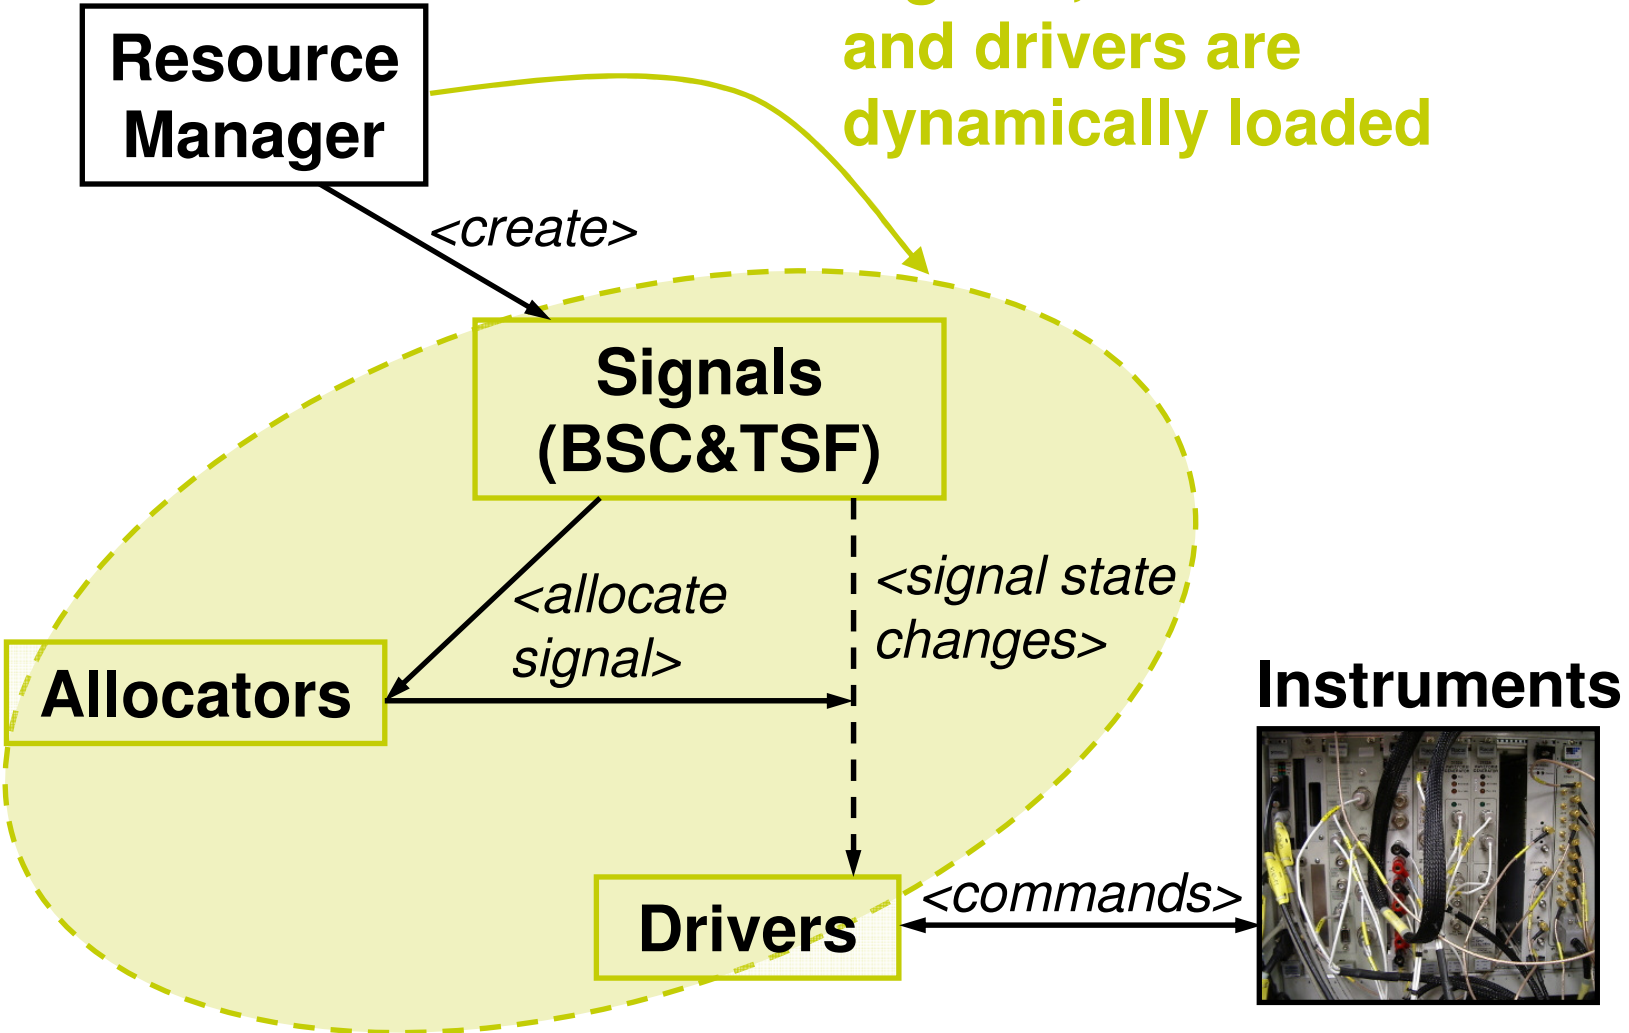 and drivers are
dynamically loaded
Resource
Manager
<create>
Signals
(BSC&TSF)
<allocate
signal>
<signal state
changes>
Allocators
Instruments
Drivers
<commands>